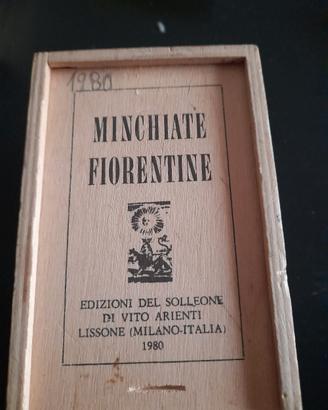 1980
MINCHIATE
FIORENTINE
EDIZIONI DEL SOLLEONE
DI VITO ARIENTI
LISSONE (MILANO-ITALIA)
1980